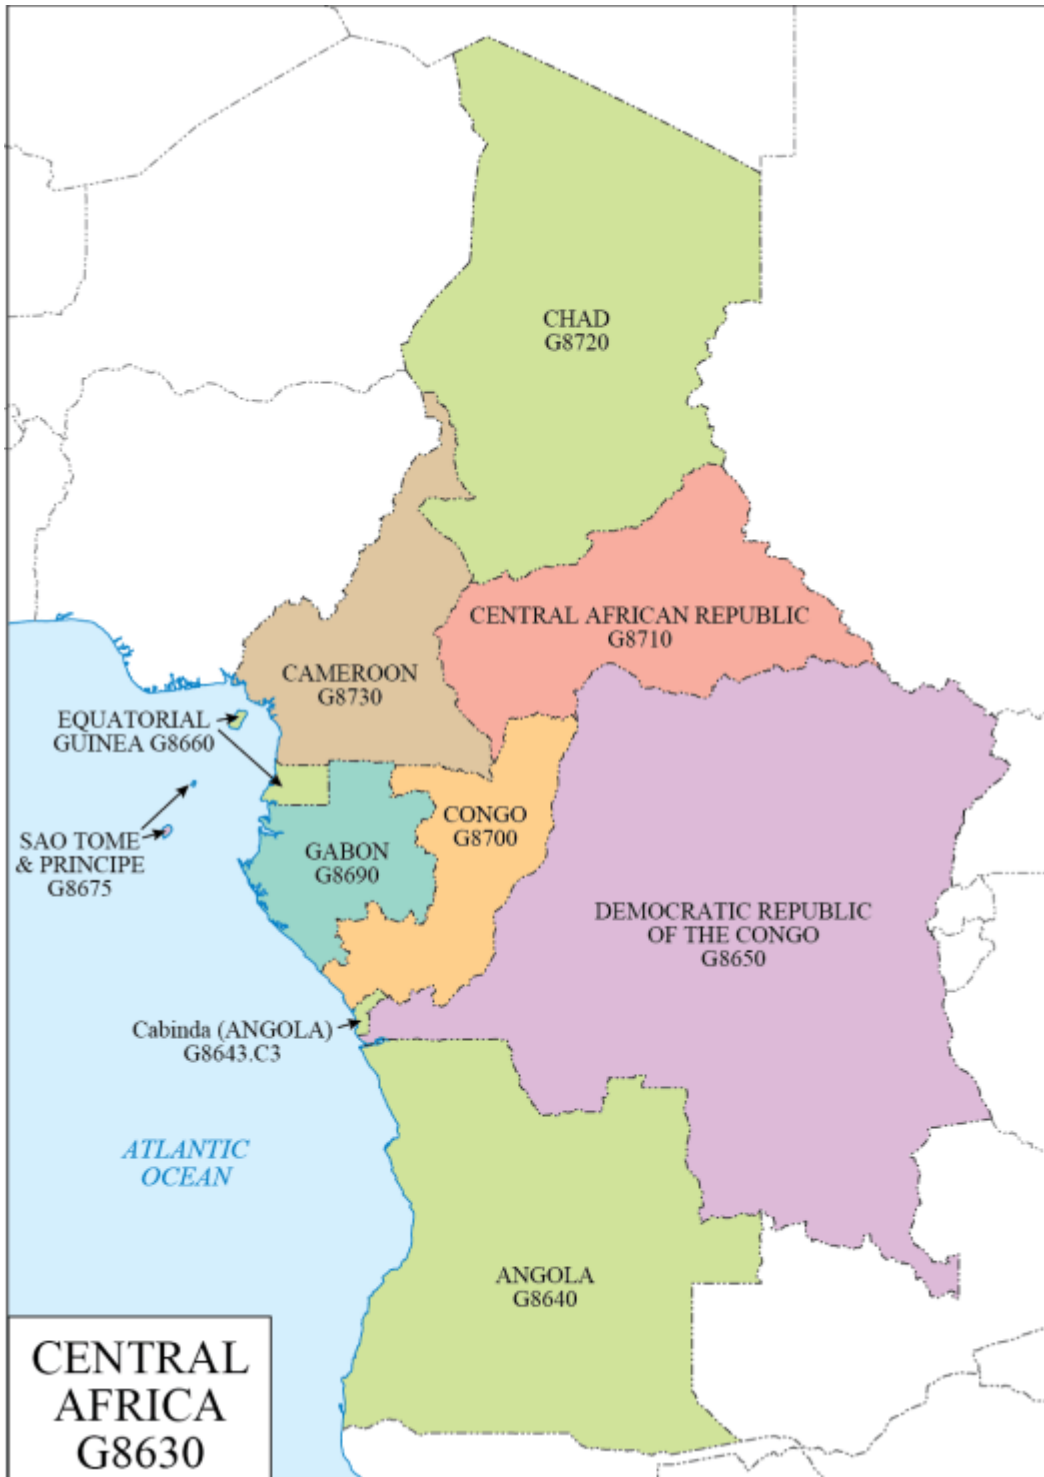 CHAD
G8720
CENTRAL AFRICAN REPUBLIC
G8710
CAMEROON
G8730
EQUATORIAL
GUINEA G8660
SAO TOME
& PRINCIPE
G8675
GABON
G8690
CONGO
G8700
DEMOCRATIC REPUBLIC
OF THE CONGO
G8650
Cabinda (ANGOLA)
G8643.C3
ATLANTIC
OCEAN
ANGOLA
G8640
CENTRAL
AFRICA
G8630